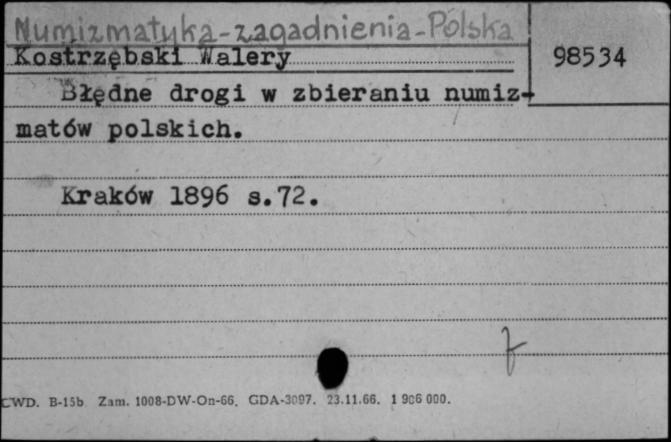 Numizmatyka-zagadnienia-Polska
Kostrzębski Walery
98534
Błędne drogi w zbieraniu numiz-
matów polskich.
Kraków 1896 s.72.
CWD. B-15b Zam. 1008-DW-On-66. GDA-3097. 23.11.66. 1 906 000.